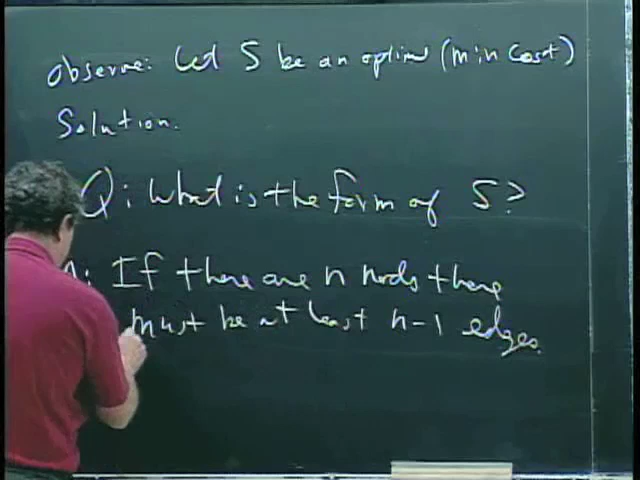 Observe: Let S be an optimal (min cost)
Solution.
Q: What is the form of S?
: If there are n nodes there
must be at least n-1 edges.